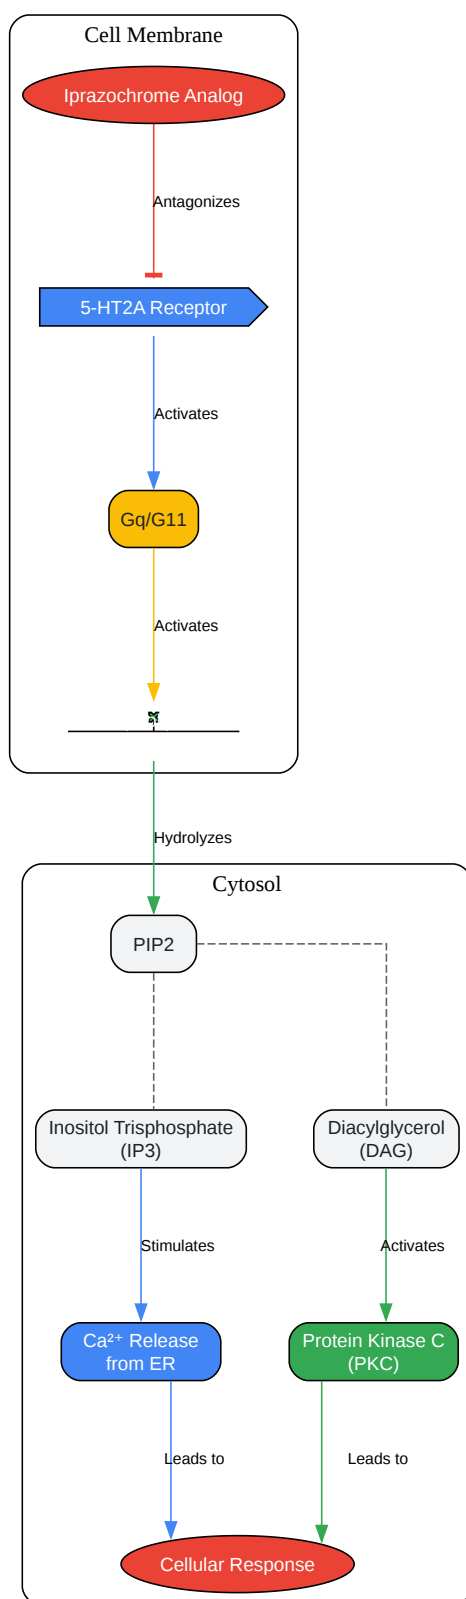 Cell Membrane
Iprazochrome Analog
Antagonizes
5-HT2A Receptor
Activates
Gq/G11
Activates
Hydrolyzes
Cytosol
PIP2
Inositol Trisphosphate
(IP3)
Diacylglycerol
(DAG)
Stimulates
Activates
Ca²⁺ Release
from ER
Protein Kinase C
(PKC)
Leads to
Leads to
Cellular Response